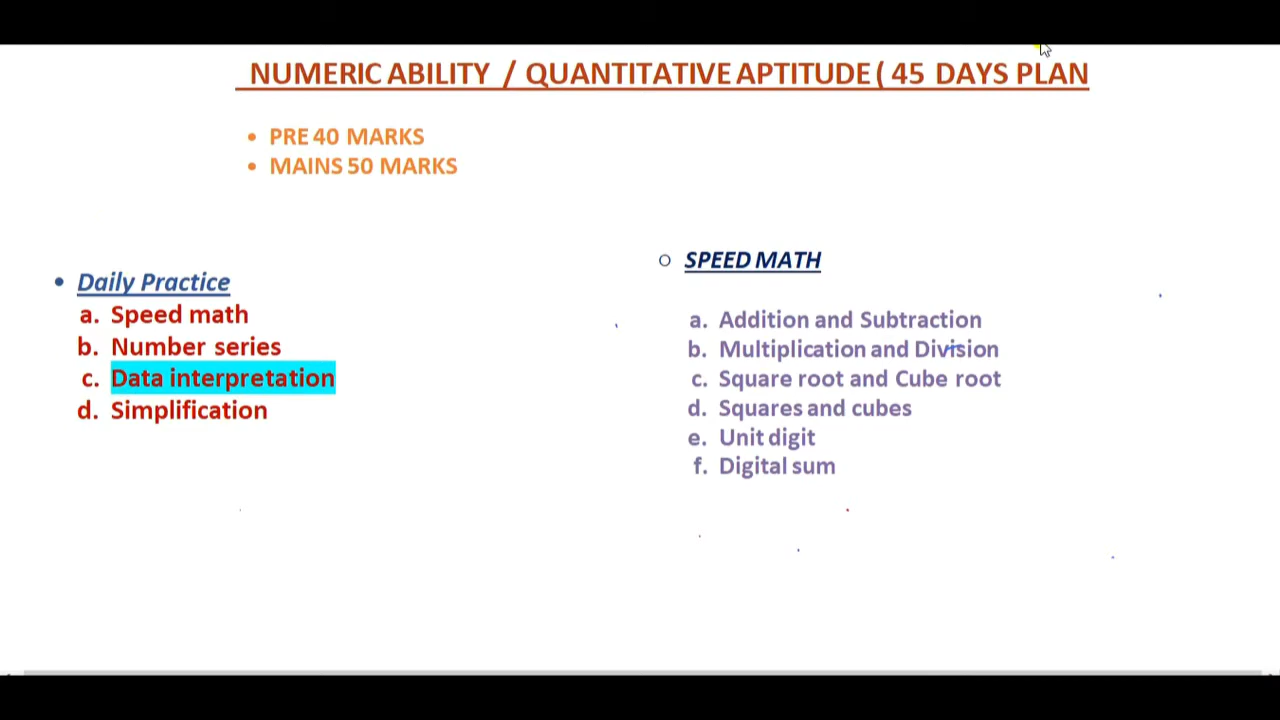 NUMERIC ABILITY / QUANTITATIVE APTITUDE ( 45 DAYS PLAN
• PRE 40 MARKS
• MAINS 50 MARKS
• Daily Practice
a. Speed math
b. Number series
c. Data interpretation
d. Simplification
○ SPEED MATH
a. Addition and Subtraction
b. Multiplication and Division
c. Square root and Cube root
d. Squares and cubes
e. Unit digit
f. Digital sum